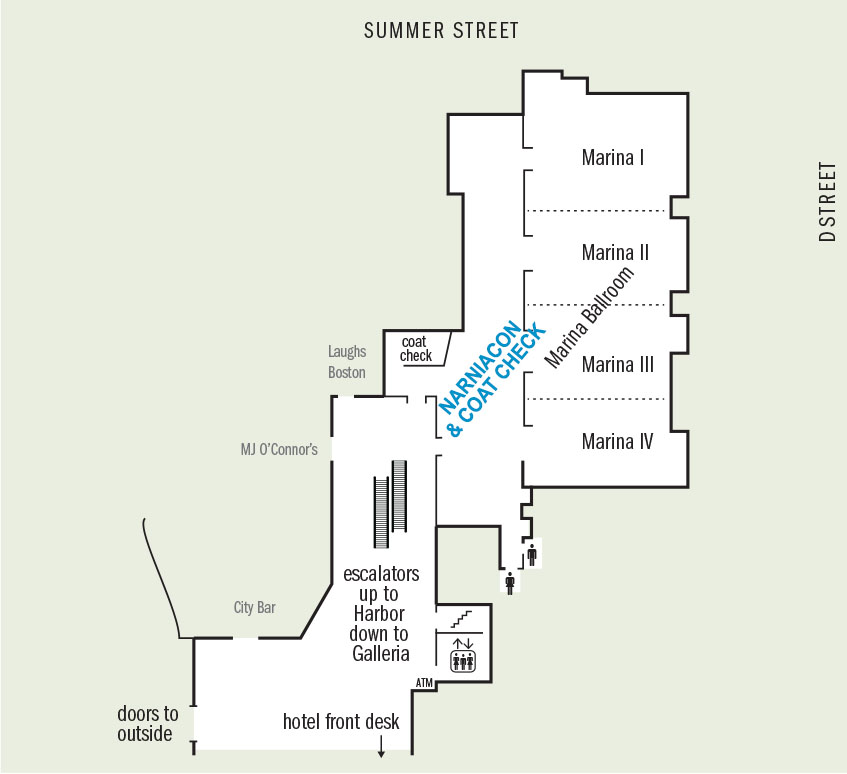 SUMMER STREET
D STREET
Marina I
Marina II
Marina Ballroom
Marina III
Marina IV
coat
check
NARNIACON
& COAT CHECK
Laughs
Boston
MJ O'Connor's
escalators
up to
Harbor
down to
Galleria
City Bar
ATM
doors to
outside
hotel front desk